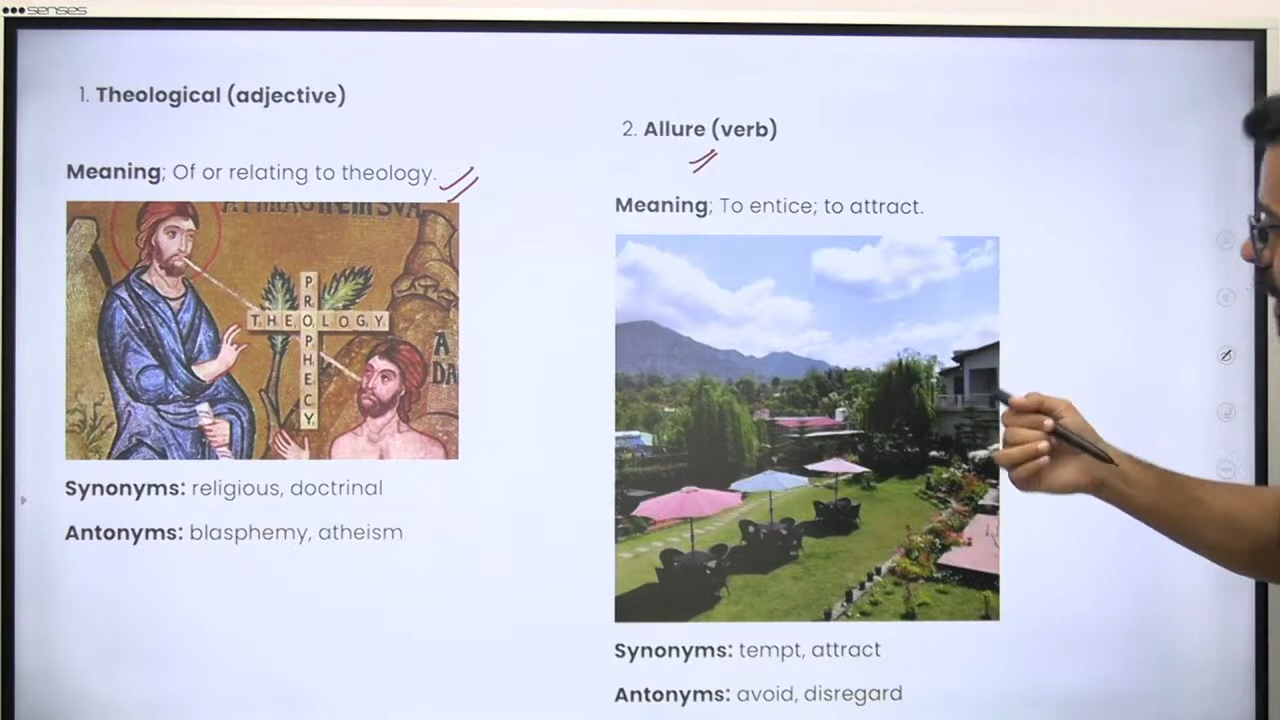 senses
1. Theological (adjective)
Meaning; Of or relating to theology.
PROPHECY
THEOLOGY
Synonyms: religious, doctrinal
Antonyms: blasphemy, atheism
2. Allure (verb)
Meaning; To entice; to attract.
Synonyms: tempt, attract
Antonyms: avoid, disregard